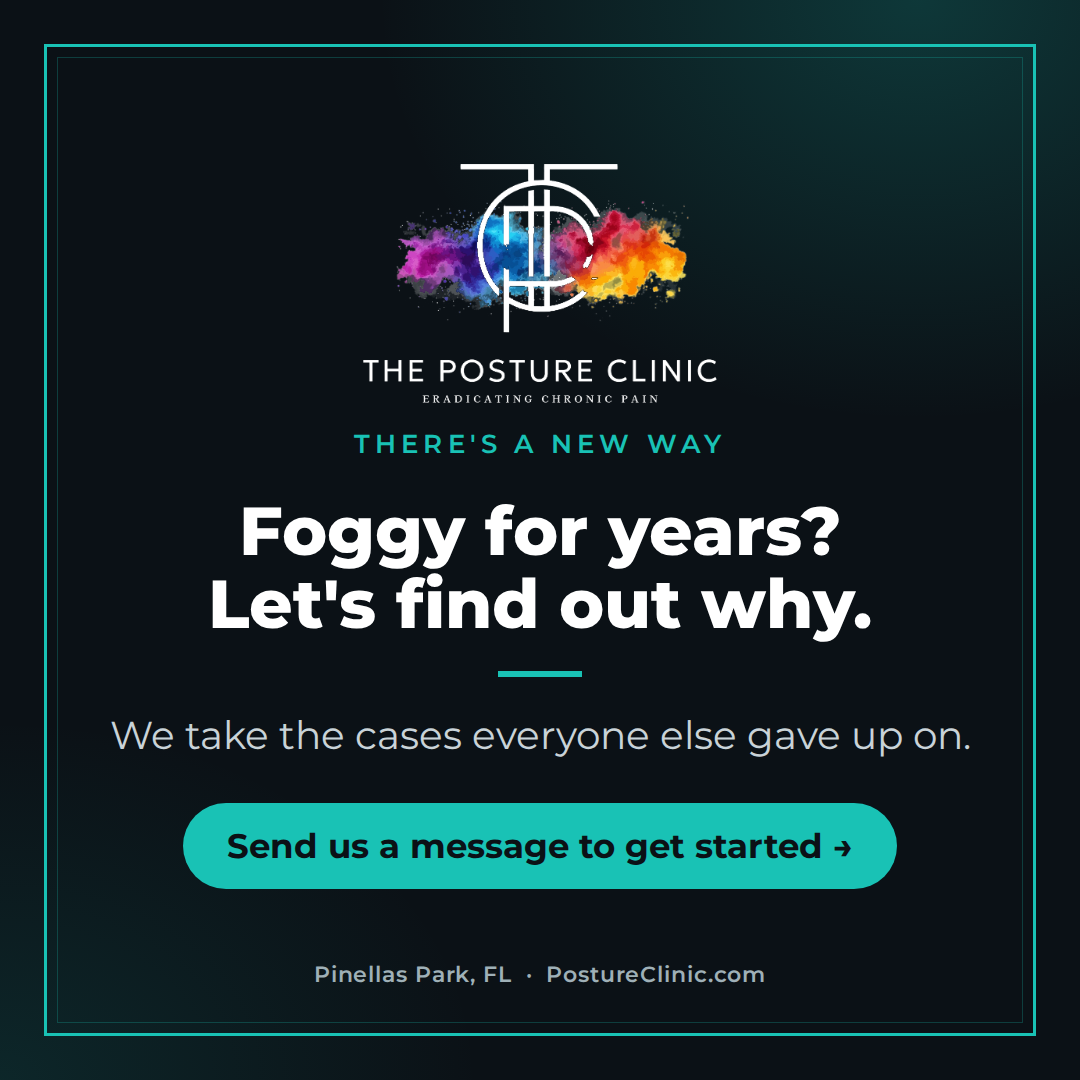 THE POSTURE CLINIC
ERADICATING CHRONIC PAIN
THERE'S A NEW WAY
Foggy for years?
Let's find out why.
We take the cases everyone else gave up on.
Send us a message to get started →
Pinellas Park, FL · PostureClinic.com